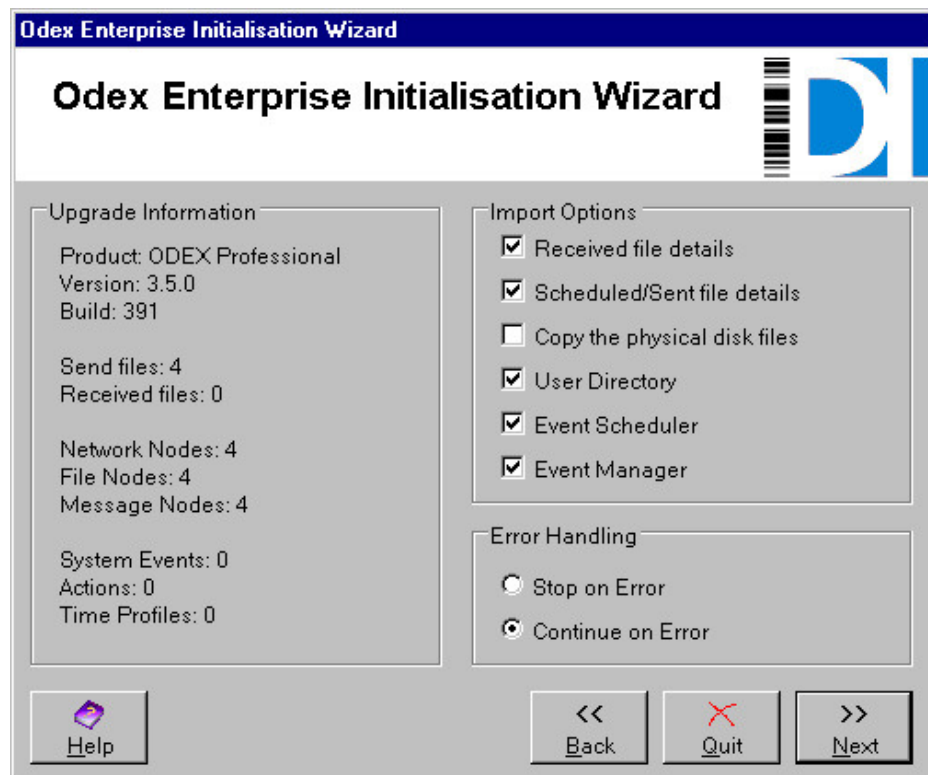 Odex Enterprise Initialisation Wizard
Odex Enterprise Initialisation Wizard
DI
Upgrade Information
Product: ODEX Professional
Version: 3.5.0
Build: 391
Send files: 4
Received files: 0
Network Nodes: 4
File Nodes: 4
Message Nodes: 4
System Events: 0
Actions: 0
Time Profiles: 0
Import Options
Received file details
Scheduled/Sent file details
Copy the physical disk files
User Directory
Event Scheduler
Event Manager
Error Handling
Stop on Error
Continue on Error
Help
<<
Back
Quit
>>
Next